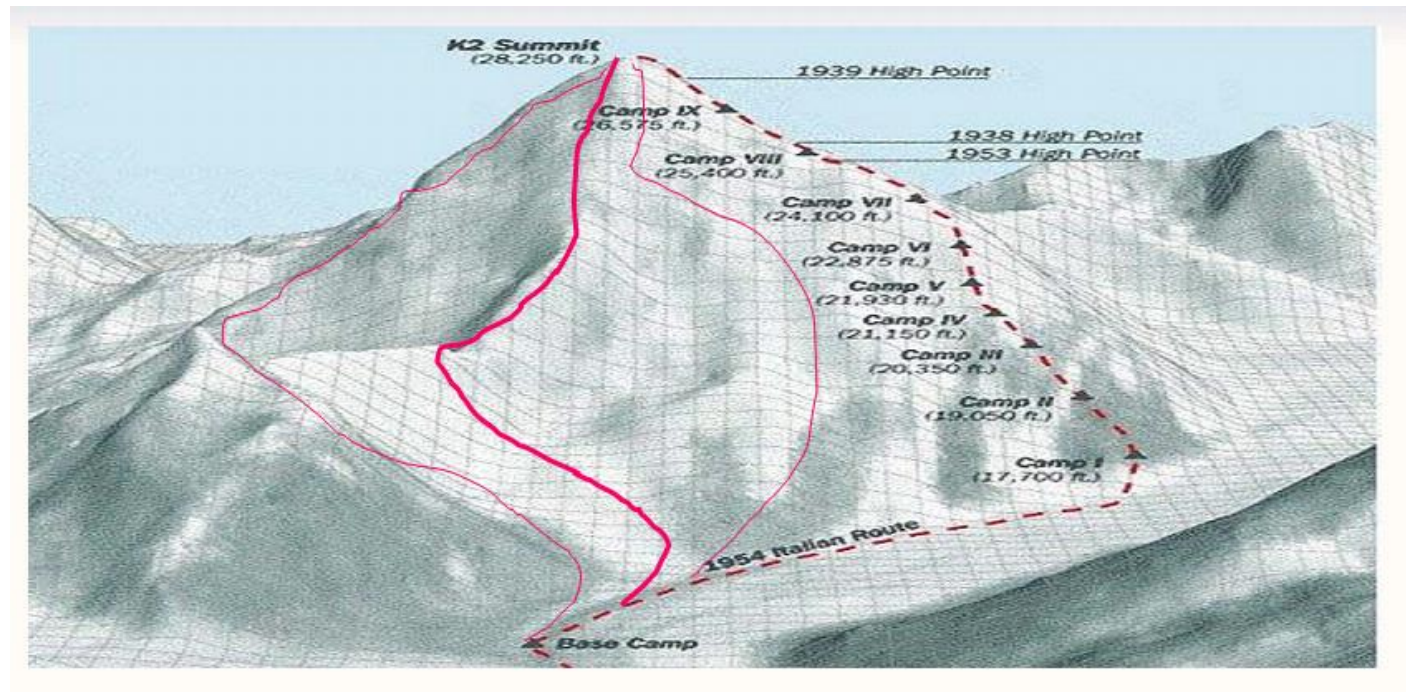 K2 Summit
(28,250 ft.)
1939 High Point
Camp IX
(26,575 ft.)
1938 High Point
1953 High Point
Camp VIII
(25,400 ft.)
Camp VII
(24,100 ft.)
Camp VI
(22,875 ft.)
Camp V
(21,930 ft.)
Camp IV
(21,150 ft.)
Camp III
(20,350 ft.)
Camp II
(19,050 ft.)
Camp I
(17,700 ft.)
1954 Italian Route
Base Camp